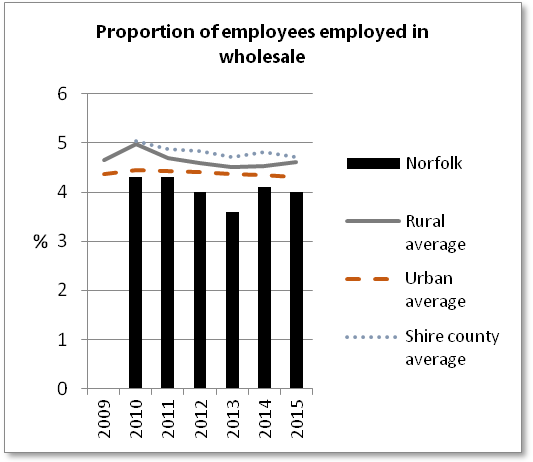 Proportion of employees employed in
wholesale
6
5
4
3
2
1
0
%
2009
2010
2011
2012
2013
2014
2015
Norfolk
Rural
average
Urban
average
Shire county
average